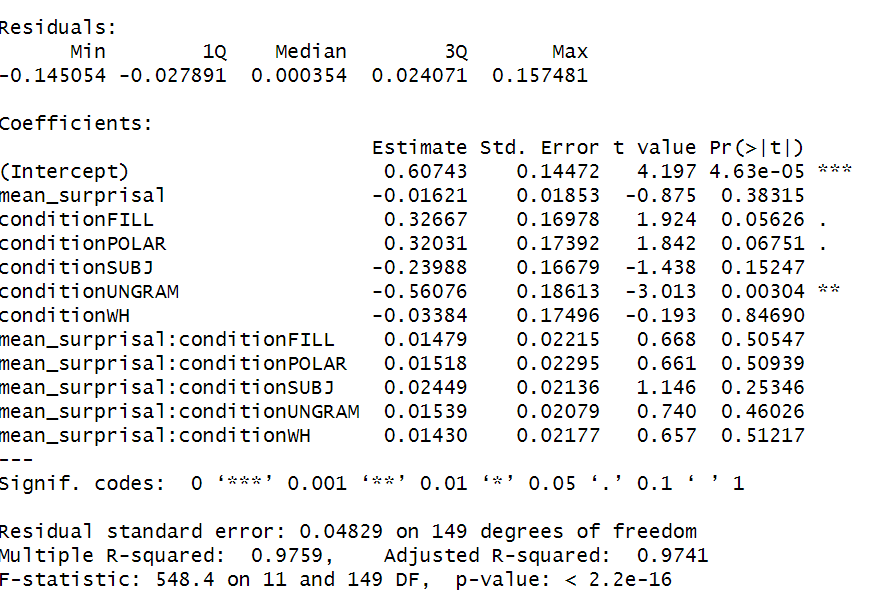 Residuals:
      Min        1Q    Median        3Q       Max
-0.145054 -0.027891  0.000354  0.024071  0.157481

Coefficients:
                               Estimate Std. Error t value Pr(>|t|)
(Intercept)                     0.60743    0.14472   4.197 4.63e-05 ***
mean_surprisal                 -0.01621    0.01853  -0.875  0.38315
conditionFILL                   0.32667    0.16978   1.924  0.05626 .
conditionPOLAR                  0.32031    0.17392   1.842  0.06751 .
conditionSUBJ                  -0.23988    0.16679  -1.438  0.15247
conditionUNGRAM                -0.56076    0.18613  -3.013  0.00304 **
conditionWH                    -0.03384    0.17496  -0.193  0.84690
mean_surprisal:conditionFILL    0.01479    0.02215   0.668  0.50547
mean_surprisal:conditionPOLAR   0.01518    0.02295   0.661  0.50939
mean_surprisal:conditionSUBJ    0.02449    0.02136   1.146  0.25346
mean_surprisal:conditionUNGRAM  0.01539    0.02079   0.740  0.46026
mean_surprisal:conditionWH      0.01430    0.02177   0.657  0.51217
---
Signif. codes:  0 ‘***’ 0.001 ‘**’ 0.01 ‘*’ 0.05 ‘.’ 0.1 ‘ ’ 1

Residual standard error: 0.04829 on 149 degrees of freedom
Multiple R-squared:  0.9759,    Adjusted R-squared:  0.9741
F-statistic: 548.4 on 11 and 149 DF,  p-value: < 2.2e-16